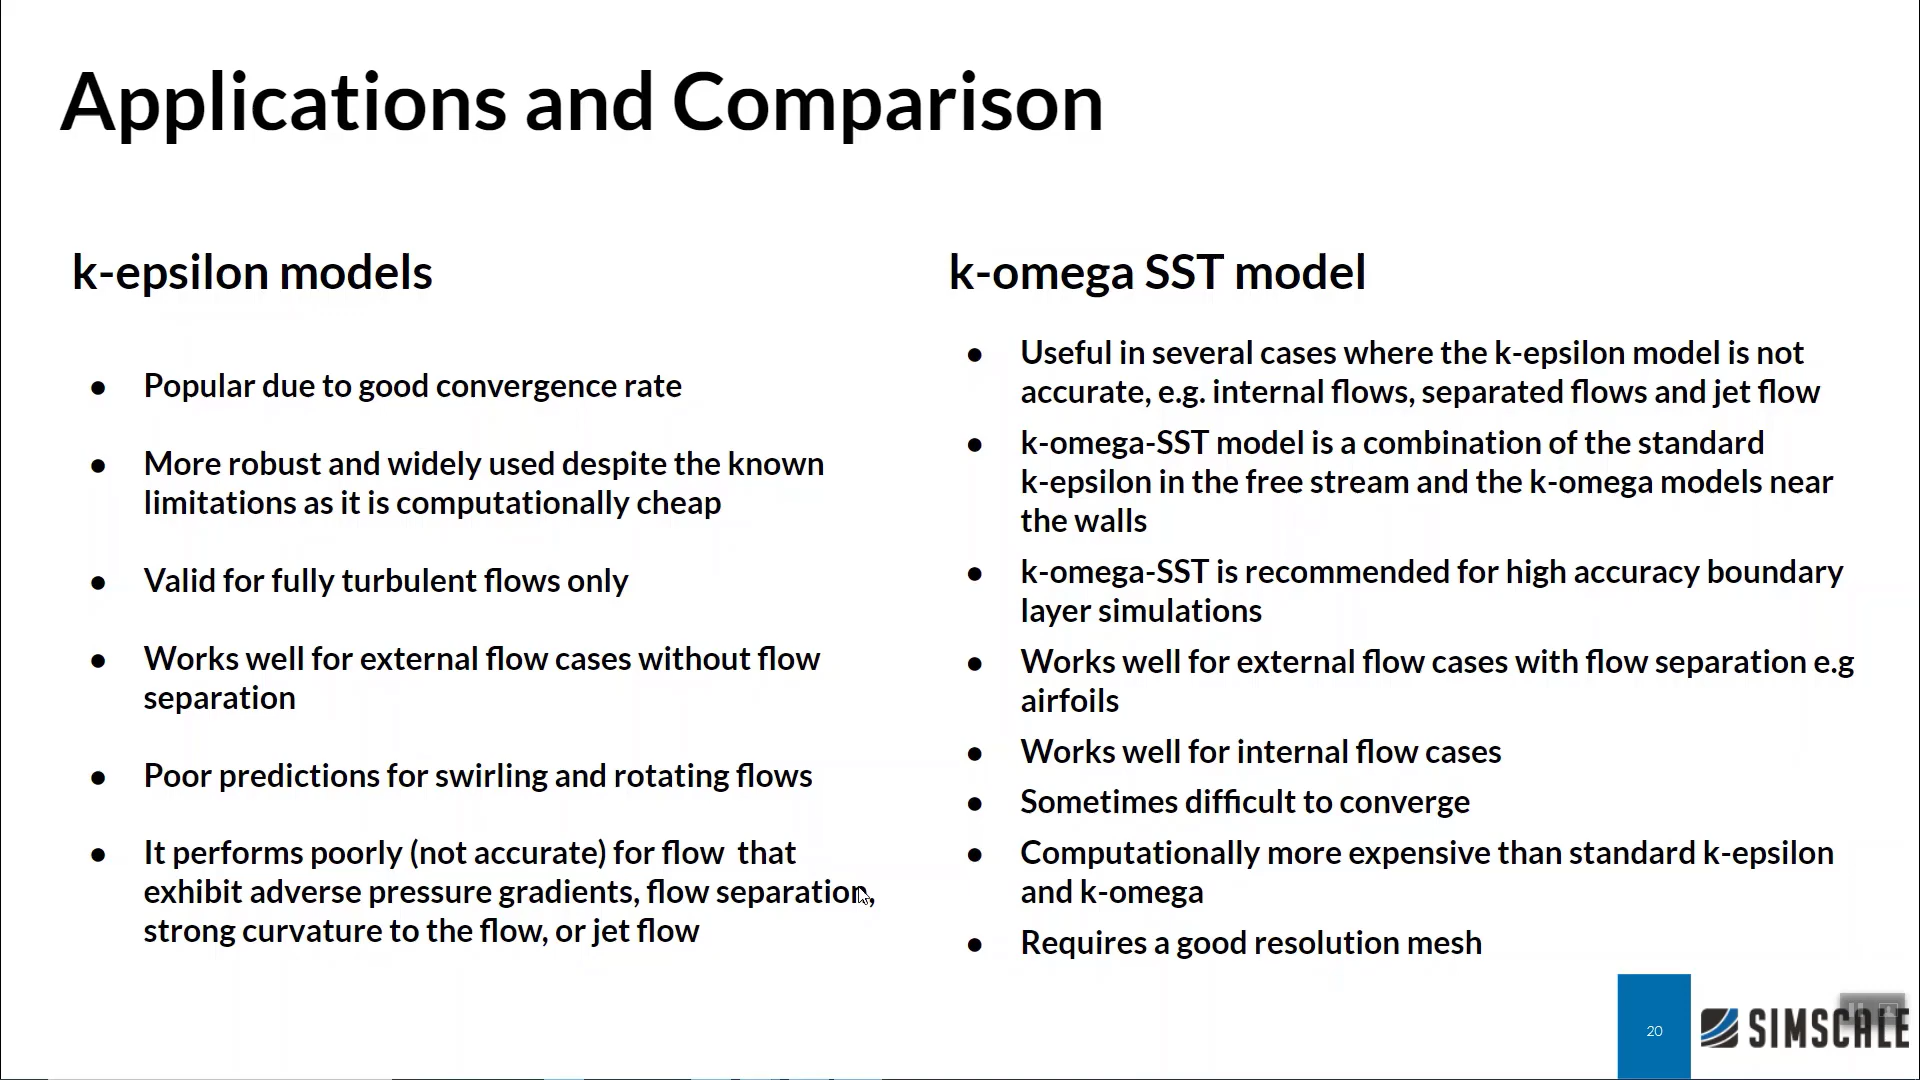 Applications and Comparison
k-epsilon models
● Popular due to good convergence rate
● More robust and widely used despite the known
limitations as it is computationally cheap
● Valid for fully turbulent flows only
● Works well for external flow cases without flow
separation
● Poor predictions for swirling and rotating flows
● It performs poorly (not accurate) for flow  that
exhibit adverse pressure gradients, flow separation,
strong curvature to the flow, or jet flow
k-omega SST model
● Useful in several cases where the k-epsilon model is not
accurate, e.g. internal flows, separated flows and jet flow
● k-omega-SST model is a combination of the standard
k-epsilon in the free stream and the k-omega models near
the walls
● k-omega-SST is recommended for high accuracy boundary
layer simulations
● Works well for external flow cases with flow separation e.g
airfoils
● Works well for internal flow cases
● Sometimes difficult to converge
● Computationally more expensive than standard k-epsilon
and k-omega
● Requires a good resolution mesh
20
SIMSCALE